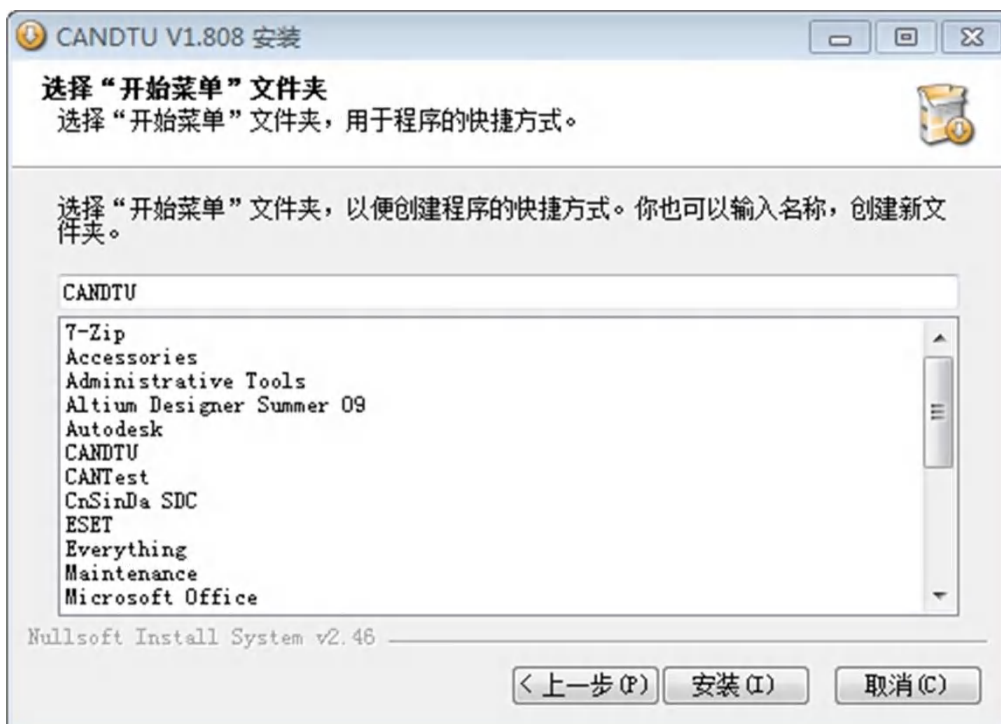 CANDTU V1.808 安装
选择“开始菜单”文件夹
选择“开始菜单”文件夹，用于程序的快捷方式。
选择“开始菜单”文件夹，以便创建程序的快捷方式。你也可以输入名称，创建新文
件夹。
CANDTU
7-Zip
Accessories
Administrative Tools
Altium Designer Summer 09
Autodesk
CANDTU
CANTest
CnSinDa SDC
ESET
Everything
Maintenance
Microsoft Office
Nullsoft Install System v2.46
< 上一步(P) 安装(I) 取消(C)